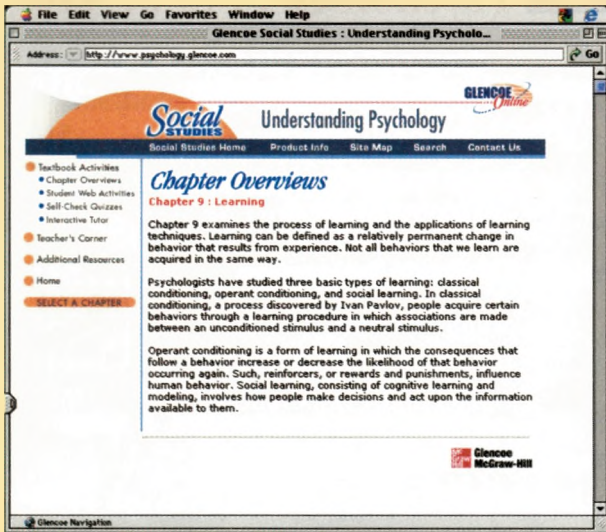 File Edit View Go Favorites Window Help
Glencoe Social Studies : Understanding Psycholo...
Address: http://www.psychology.glencoe.com
Go
GLENCOE
Online
Social
STUDIES
Understanding Psychology
Social Studies Home Product Info Site Map Search Contact Us
Textbook Activities
Chapter Overviews
Student Web Activities
Self-Check Quizzes
Interactive Tutor
Teacher's Corner
Additional Resources
Home
SELECT A CHAPTER
Chapter Overviews
Chapter 9 : Learning
Chapter 9 examines the process of learning and the applications of learning
techniques. Learning can be defined as a relatively permanent change in
behavior that results from experience. Not all behaviors that we learn are
acquired in the same way.
Psychologists have studied three basic types of learning: classical
conditioning, operant conditioning, and social learning. In classical
conditioning, a process discovered by Ivan Pavlov, people acquire certain
behaviors through a learning procedure in which associations are made
between an unconditioned stimulus and a neutral stimulus.
Operant conditioning is a form of learning in which the consequences that
follow a behavior increase or decrease the likelihood of that behavior
occurring again. Such, reinforcers, or rewards and punishments, influence
human behavior. Social learning, consisting of cognitive learning and
modeling, involves how people make decisions and act upon the information
available to them.
Glencoe
McGraw-Hill
Glencoe Navigation